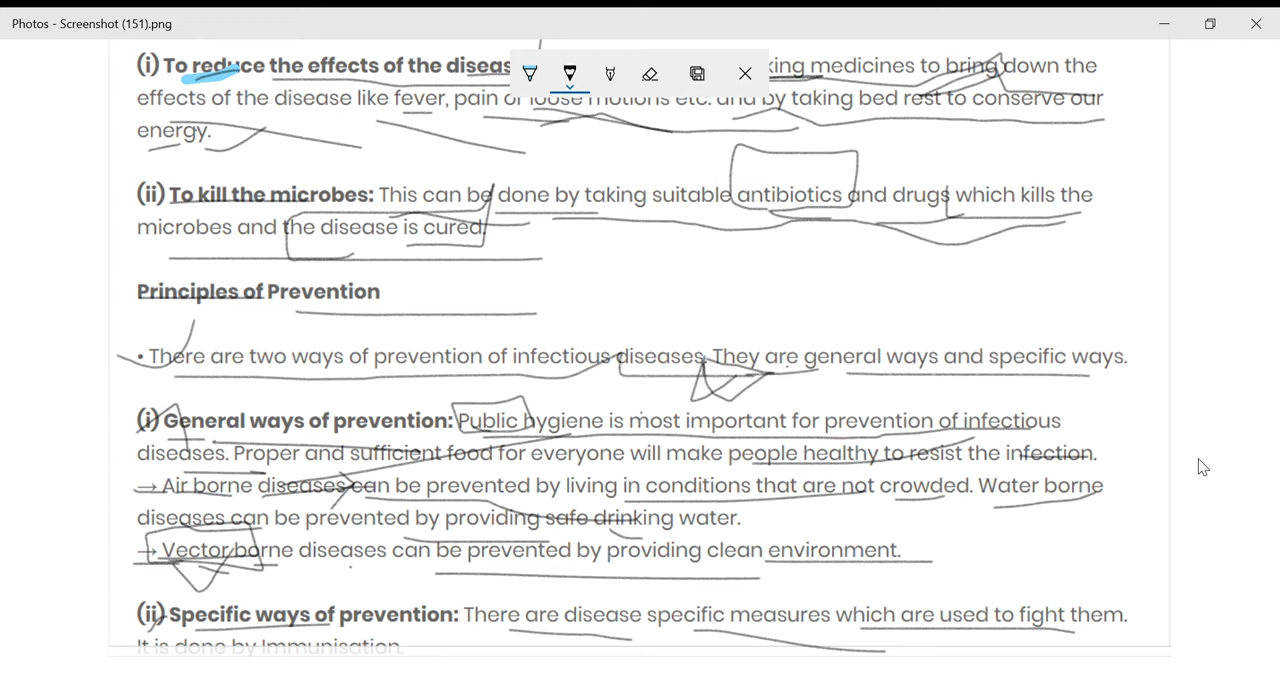 Photos - Screenshot (151).png
(i) To reduce the effects of the diseas king medicines to bring down the
effects of the disease like fever, pain or loose motions etc. and by taking bed rest to conserve our
energy.
(ii) To kill the microbes: This can be done by taking suitable antibiotics and drugs which kills the
microbes and the disease is cured.
Principles of Prevention
• There are two ways of prevention of infectious diseases. They are general ways and specific ways.
(i) General ways of prevention: Public hygiene is most important for prevention of infectious
diseases. Proper and sufficient food for everyone will make people healthy to resist the infection.
→ Air borne diseases can be prevented by living in conditions that are not crowded. Water borne
diseases can be prevented by providing safe drinking water.
→ Vector borne diseases can be prevented by providing clean environment.
(ii) Specific ways of prevention: There are disease specific measures which are used to fight them.
It is done by Immunisation.